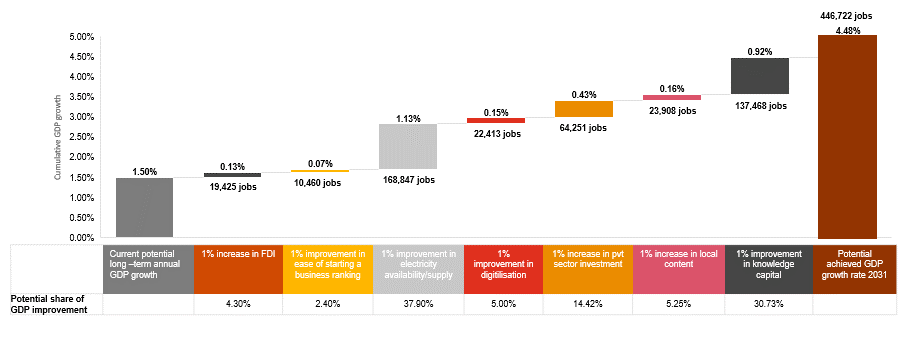 446,722 jobs
4.48%
5.00%
4.50%
4.00%
3.50%
3.00%
2.50%
2.00%
1.50%
1.00%
0.50%
0.00%
Cumulative GDP growth
1.50%
0.13%
19,425 jobs
0.07%
10,460 jobs
1.13%
168,847 jobs
0.15%
22,413 jobs
0.43%
64,251 jobs
0.16%
23,908 jobs
0.92%
137,468 jobs
Current potential
long –term annual
GDP growth
1% increase in FDI
1% improvement in
ease of starting a
business ranking
1% improvement in
electricity
availability/supply
1%
improvement in
digitilisation
1% increase in pvt
sector investment
1% increase in local
content
1% improvement
in knowledge
capital
Potential
achieved GDP
growth rate 2031
Potential share of
GDP improvement
4.30%
2.40%
37.90%
5.00%
14.42%
5.25%
30.73%